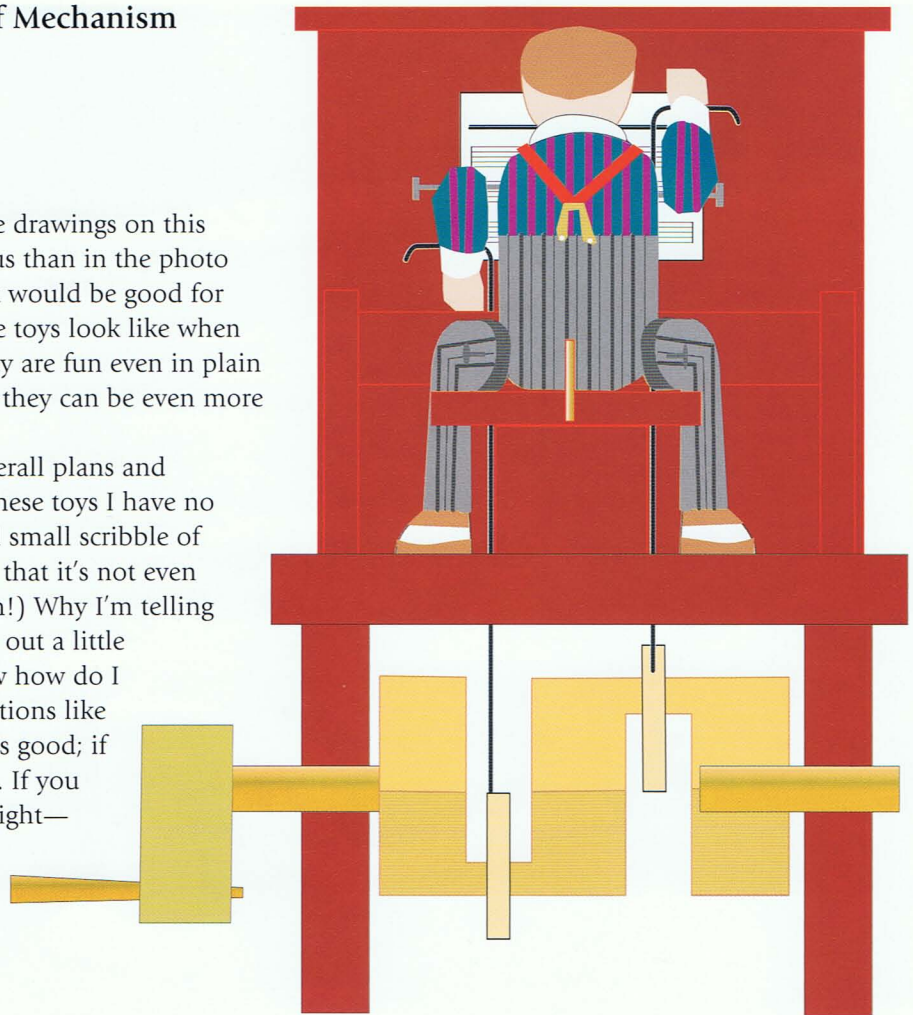 f Mechanism
e drawings on this
us than in the photo
would be good for
e toys look like when
y are fun even in plain
they can be even more
erall plans and
hese toys I have no
small scribble of
that it's not even
n!) Why I'm telling
out a little
w how do I
tions like
s good; if
. If you
ight—